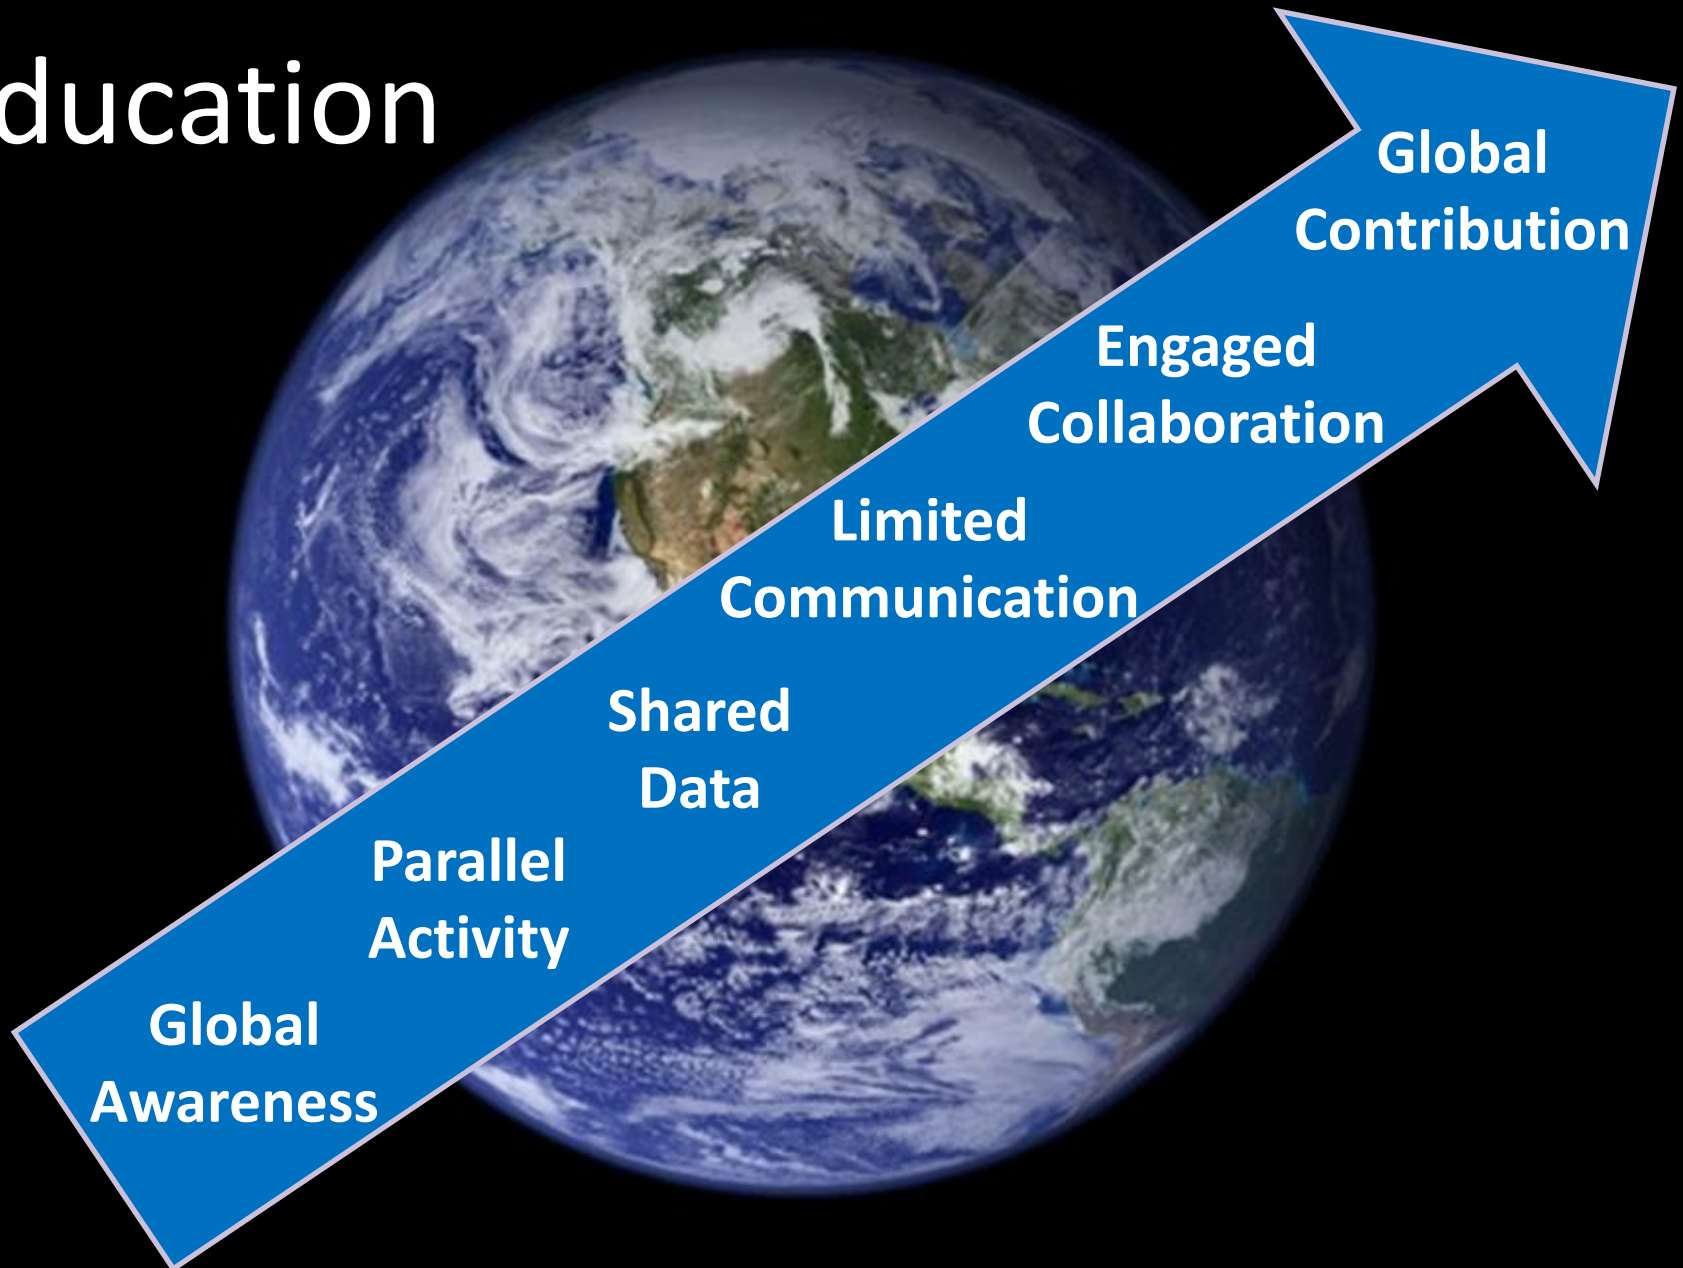 ducation
Global
Contribution
Engaged
Collaboration
Limited
Communication
Shared
Data
Parallel
Activity
Global
Awareness